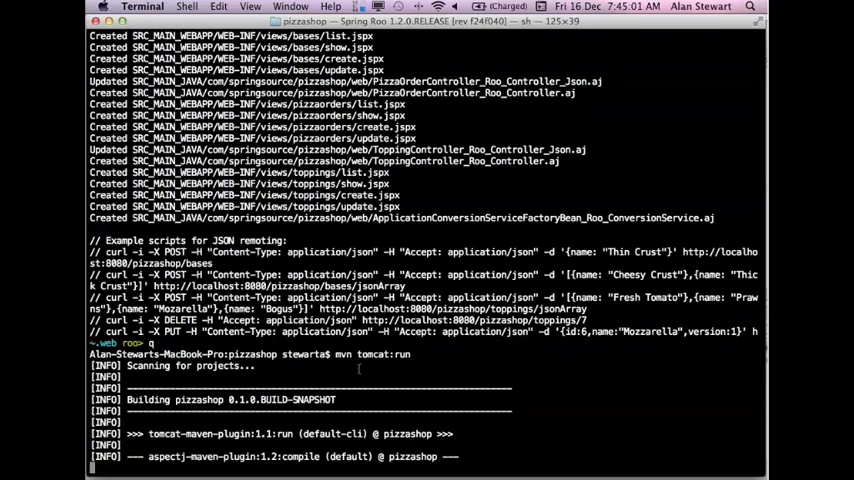 Terminal Shell Edit View Window Help (Charged) Fri 16 Dec 7:45:01 AM Alan Stewart
pizzashop — Spring Roo 1.2.0.RELEASE [rev f24f040] — sh — 125×39
Created SRC_MAIN_WEBAPP/WEB-INF/views/bases/list.jspx
Created SRC_MAIN_WEBAPP/WEB-INF/views/bases/show.jspx
Created SRC_MAIN_WEBAPP/WEB-INF/views/bases/create.jspx
Created SRC_MAIN_WEBAPP/WEB-INF/views/bases/update.jspx
Updated SRC_MAIN_JAVA/com/springsource/pizzashop/web/PizzaOrderController_Roo_Controller_Json.aj
Created SRC_MAIN_JAVA/com/springsource/pizzashop/web/PizzaOrderController_Roo_Controller.aj
Created SRC_MAIN_WEBAPP/WEB-INF/views/pizzaorders/list.jspx
Created SRC_MAIN_WEBAPP/WEB-INF/views/pizzaorders/show.jspx
Created SRC_MAIN_WEBAPP/WEB-INF/views/pizzaorders/create.jspx
Created SRC_MAIN_WEBAPP/WEB-INF/views/pizzaorders/update.jspx
Updated SRC_MAIN_JAVA/com/springsource/pizzashop/web/ToppingController_Roo_Controller_Json.aj
Created SRC_MAIN_JAVA/com/springsource/pizzashop/web/ToppingController_Roo_Controller.aj
Created SRC_MAIN_WEBAPP/WEB-INF/views/toppings/list.jspx
Created SRC_MAIN_WEBAPP/WEB-INF/views/toppings/show.jspx
Created SRC_MAIN_WEBAPP/WEB-INF/views/toppings/create.jspx
Created SRC_MAIN_WEBAPP/WEB-INF/views/toppings/update.jspx
Created SRC_MAIN_JAVA/com/springsource/pizzashop/web/ApplicationConversionServiceFactoryBean_Roo_ConversionService.aj
// Example scripts for JSON remoting:
// curl -i -X POST -H "Content-Type: application/json" -H "Accept: application/json" -d '{name: "Thin Crust"}' http://localho
st:8080/pizzashop/bases
// curl -i -X POST -H "Content-Type: application/json" -H "Accept: application/json" -d '[{name: "Cheesy Crust"},{name: "Thic
k Crust"}]' http://localhost:8080/pizzashop/bases/jsonArray
// curl -i -X POST -H "Content-Type: application/json" -H "Accept: application/json" -d '[{name: "Fresh Tomato"},{name: "Praw
ns"},{name: "Mozarella"},{name: "Bogus"}]' http://localhost:8080/pizzashop/toppings/jsonArray
// curl -i -X DELETE -H "Accept: application/json" http://localhost:8080/pizzashop/toppings/7
// curl -i -X PUT -H "Content-Type: application/json" -H "Accept: application/json" -d '{id:6,name:"Mozzarella",version:1}' h
~.web roo> q
Alan-Stewarts-MacBook-Pro:pizzashop stewarta$ mvn tomcat:run
[INFO] Scanning for projects...
[INFO]
[INFO] ------------------------------------------------------------------------
[INFO] Building pizzashop 0.1.0.BUILD-SNAPSHOT
[INFO] ------------------------------------------------------------------------
[INFO]
[INFO] >>> tomcat-maven-plugin:1.1:run (default-cli) @ pizzashop >>>
[INFO]
[INFO] --- aspectj-maven-plugin:1.2:compile (default) @ pizzashop ---